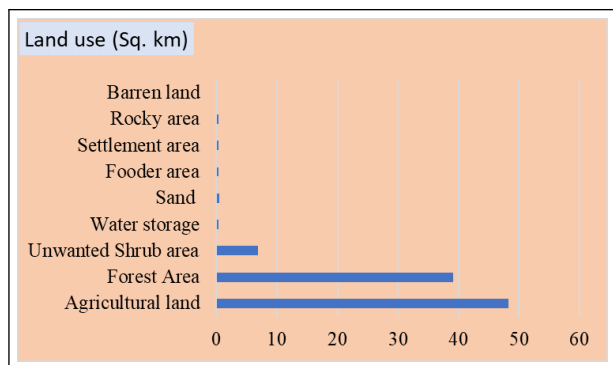 Land use (Sq. km)
Barren land
Rocky area
Settlement area
Fooder area
Sand
Water storage
Unwanted Shrub area
Forest Area
Agricultural land
0 10 20 30 40 50 60